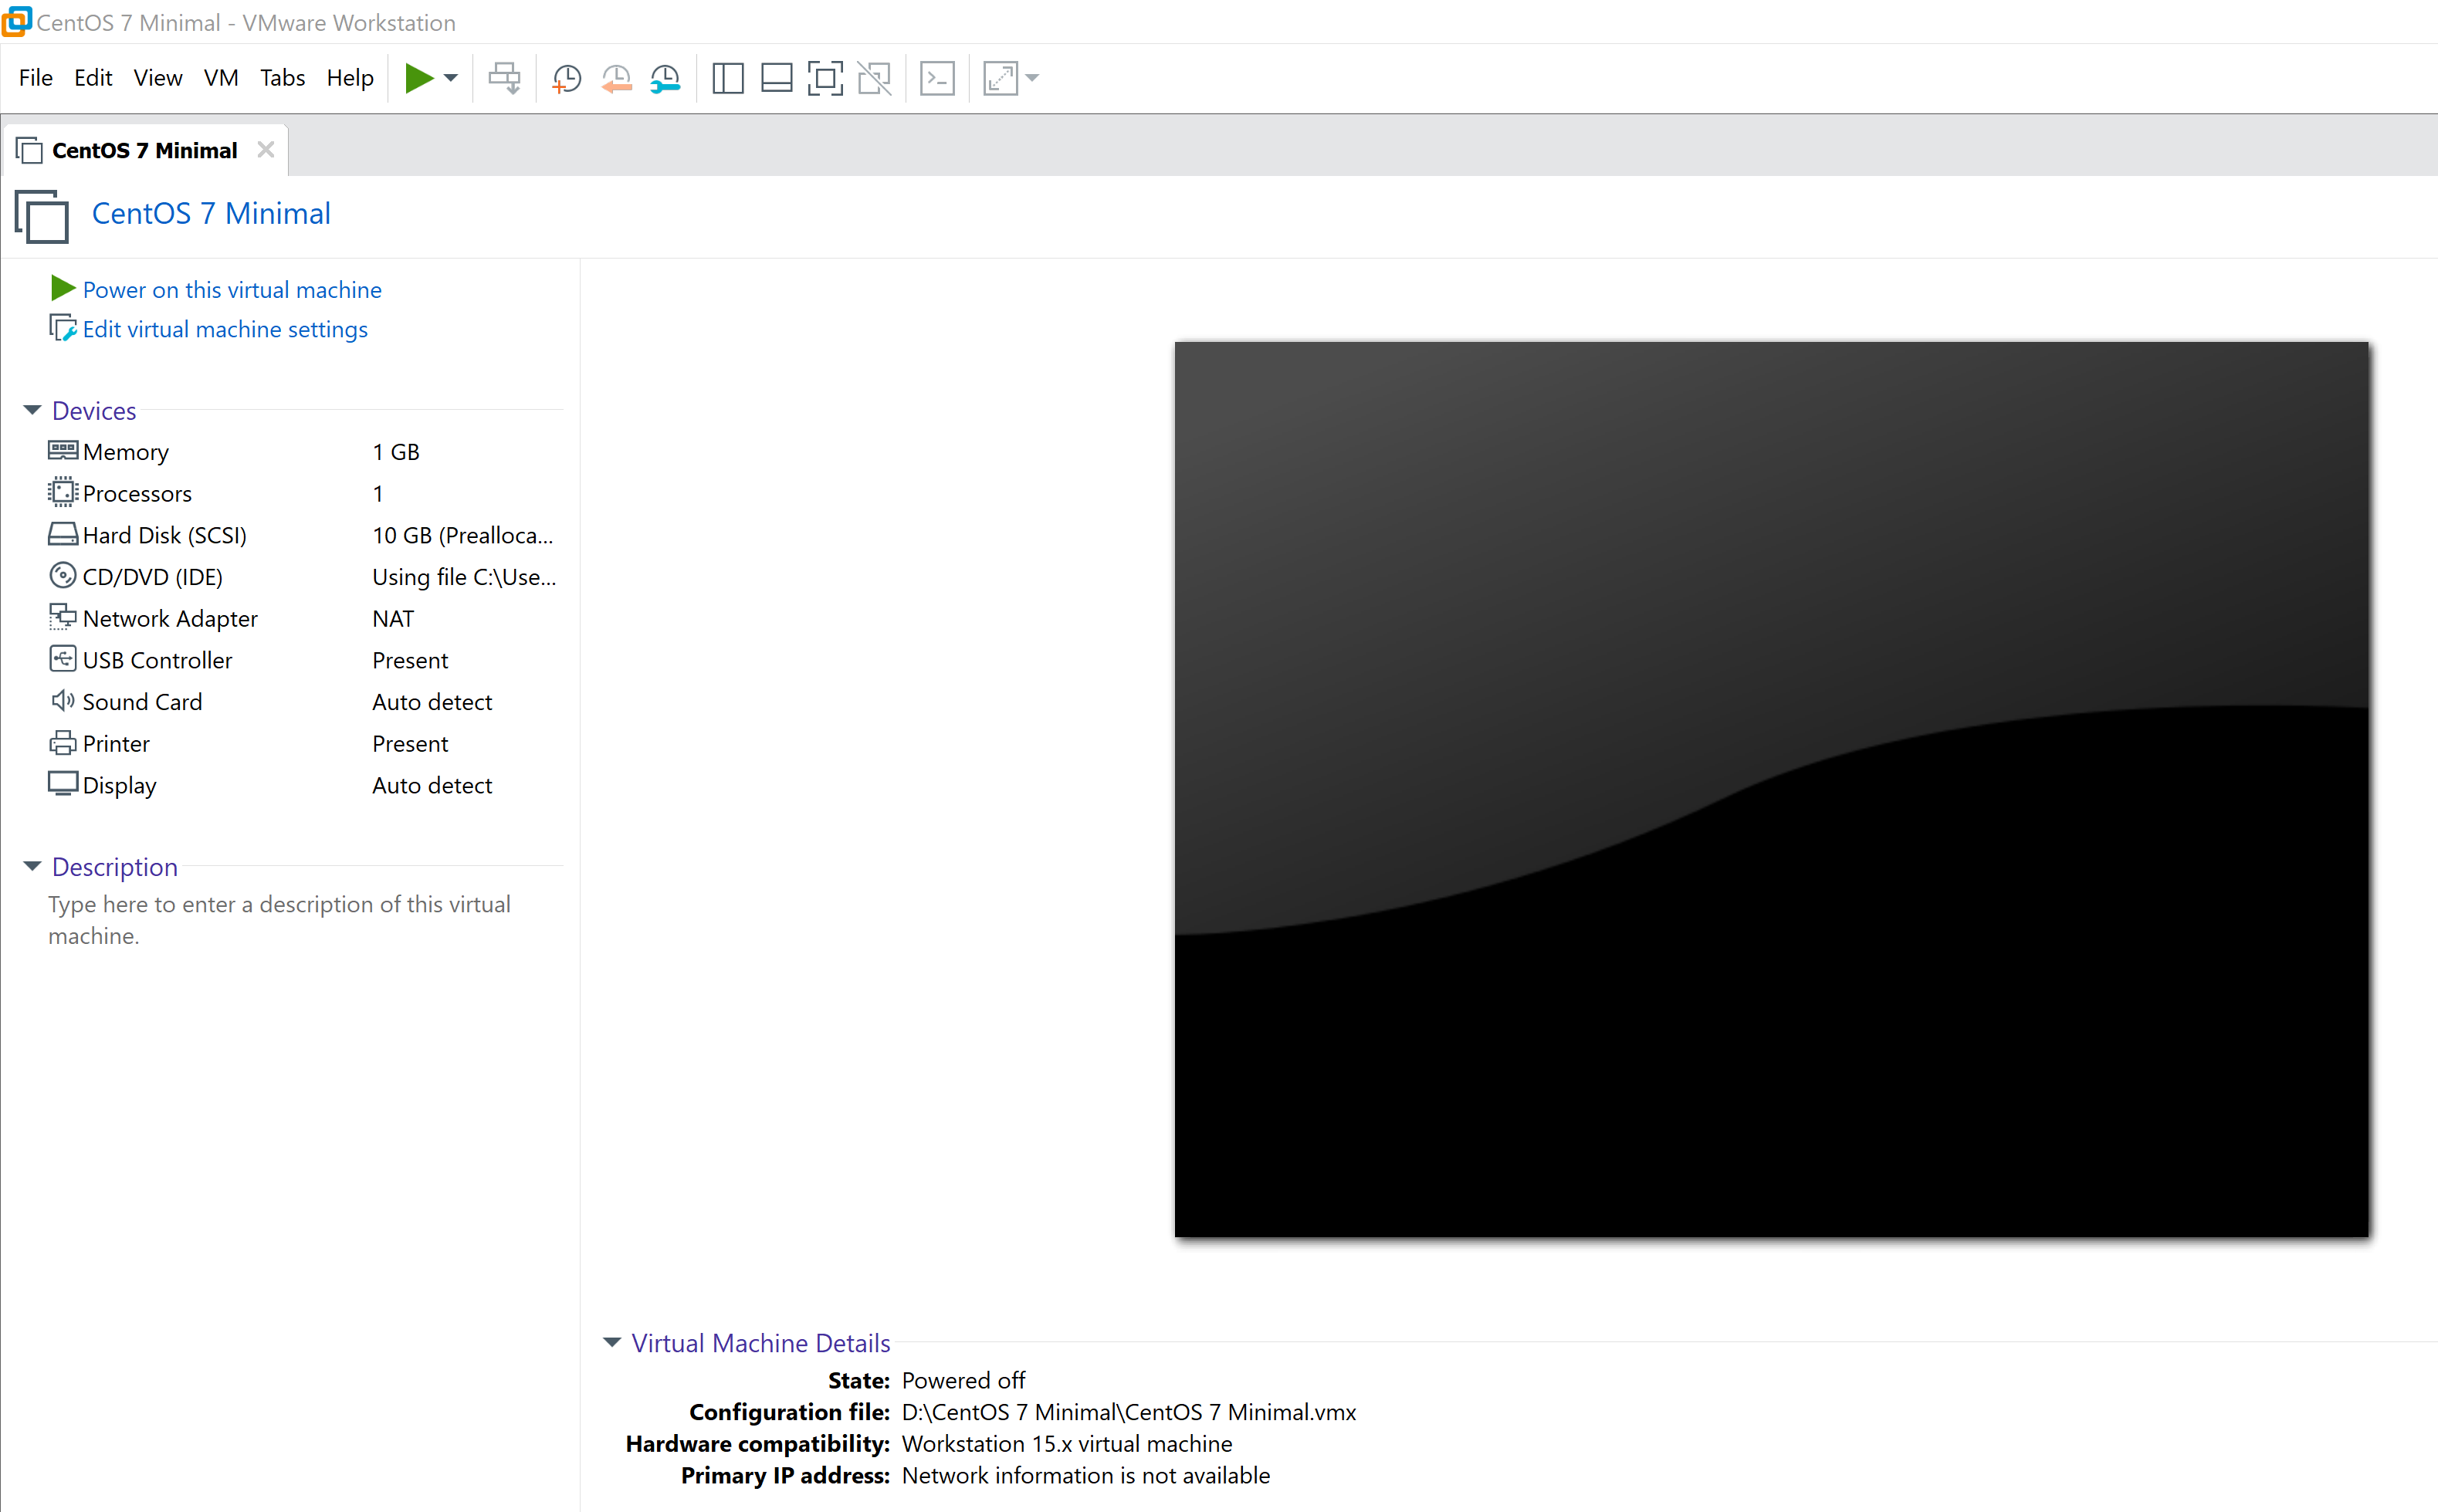 CentOS 7 Minimal - VMware Workstation
File Edit View VM Tabs Help
CentOS 7 Minimal
CentOS 7 Minimal
Power on this virtual machine
Edit virtual machine settings
Devices
Memory 1 GB
Processors 1
Hard Disk (SCSI) 10 GB (Prealloca...
CD/DVD (IDE) Using file C:\Use...
Network Adapter NAT
USB Controller Present
Sound Card Auto detect
Printer Present
Display Auto detect
Description
Type here to enter a description of this virtual
machine.
Virtual Machine Details
State: Powered off
Configuration file: D:\CentOS 7 Minimal\CentOS 7 Minimal.vmx
Hardware compatibility: Workstation 15.x virtual machine
Primary IP address: Network information is not available